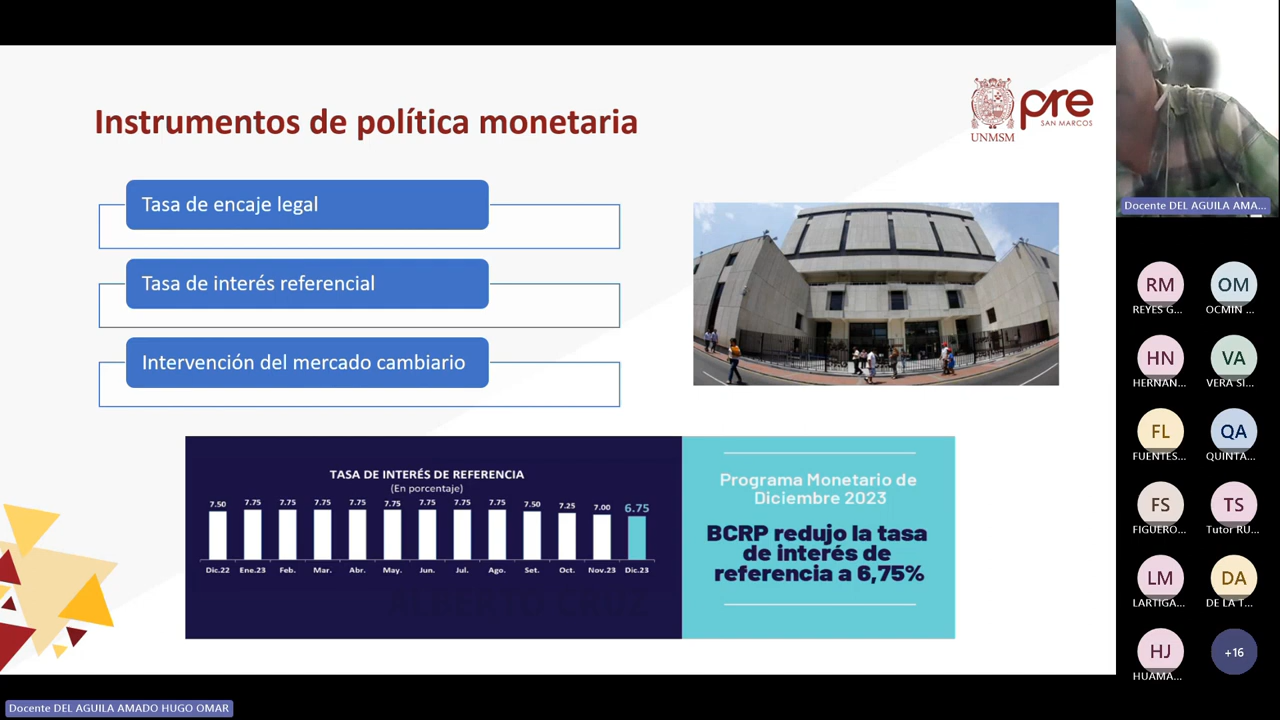 Instrumentos de política monetaria
UNMSM
pre
SAN MARCOS
Tasa de encaje legal
Tasa de interés referencial
Intervención del mercado cambiario
TASA DE INTERÉS DE REFERENCIA
(En porcentaje)
7.50 7.75 7.75 7.75 7.75 7.75 7.75 7.75 7.75 7.50 7.25 7.00 6.75
Dic.22 Ene.23 Feb. Mar. Abr. May. Jun. Jul. Ago. Set. Oct. Nov.23 Dic.23
Programa Monetario de
Diciembre 2023
BCRP redujo la tasa
de interés de
referencia a 6,75%
Docente DEL AGUILA AMA...
RM OM
REYES G... OCMIN ...
HN VA
HERNAN... VERA SI...
FL QA
FUENTES... QUINTA...
FS TS
FIGUERO... Tutor RU...
LM DA
LARTIGA... DE LA T...
HJ +16
HUAMA...
Docente DEL AGUILA AMADO HUGO OMAR